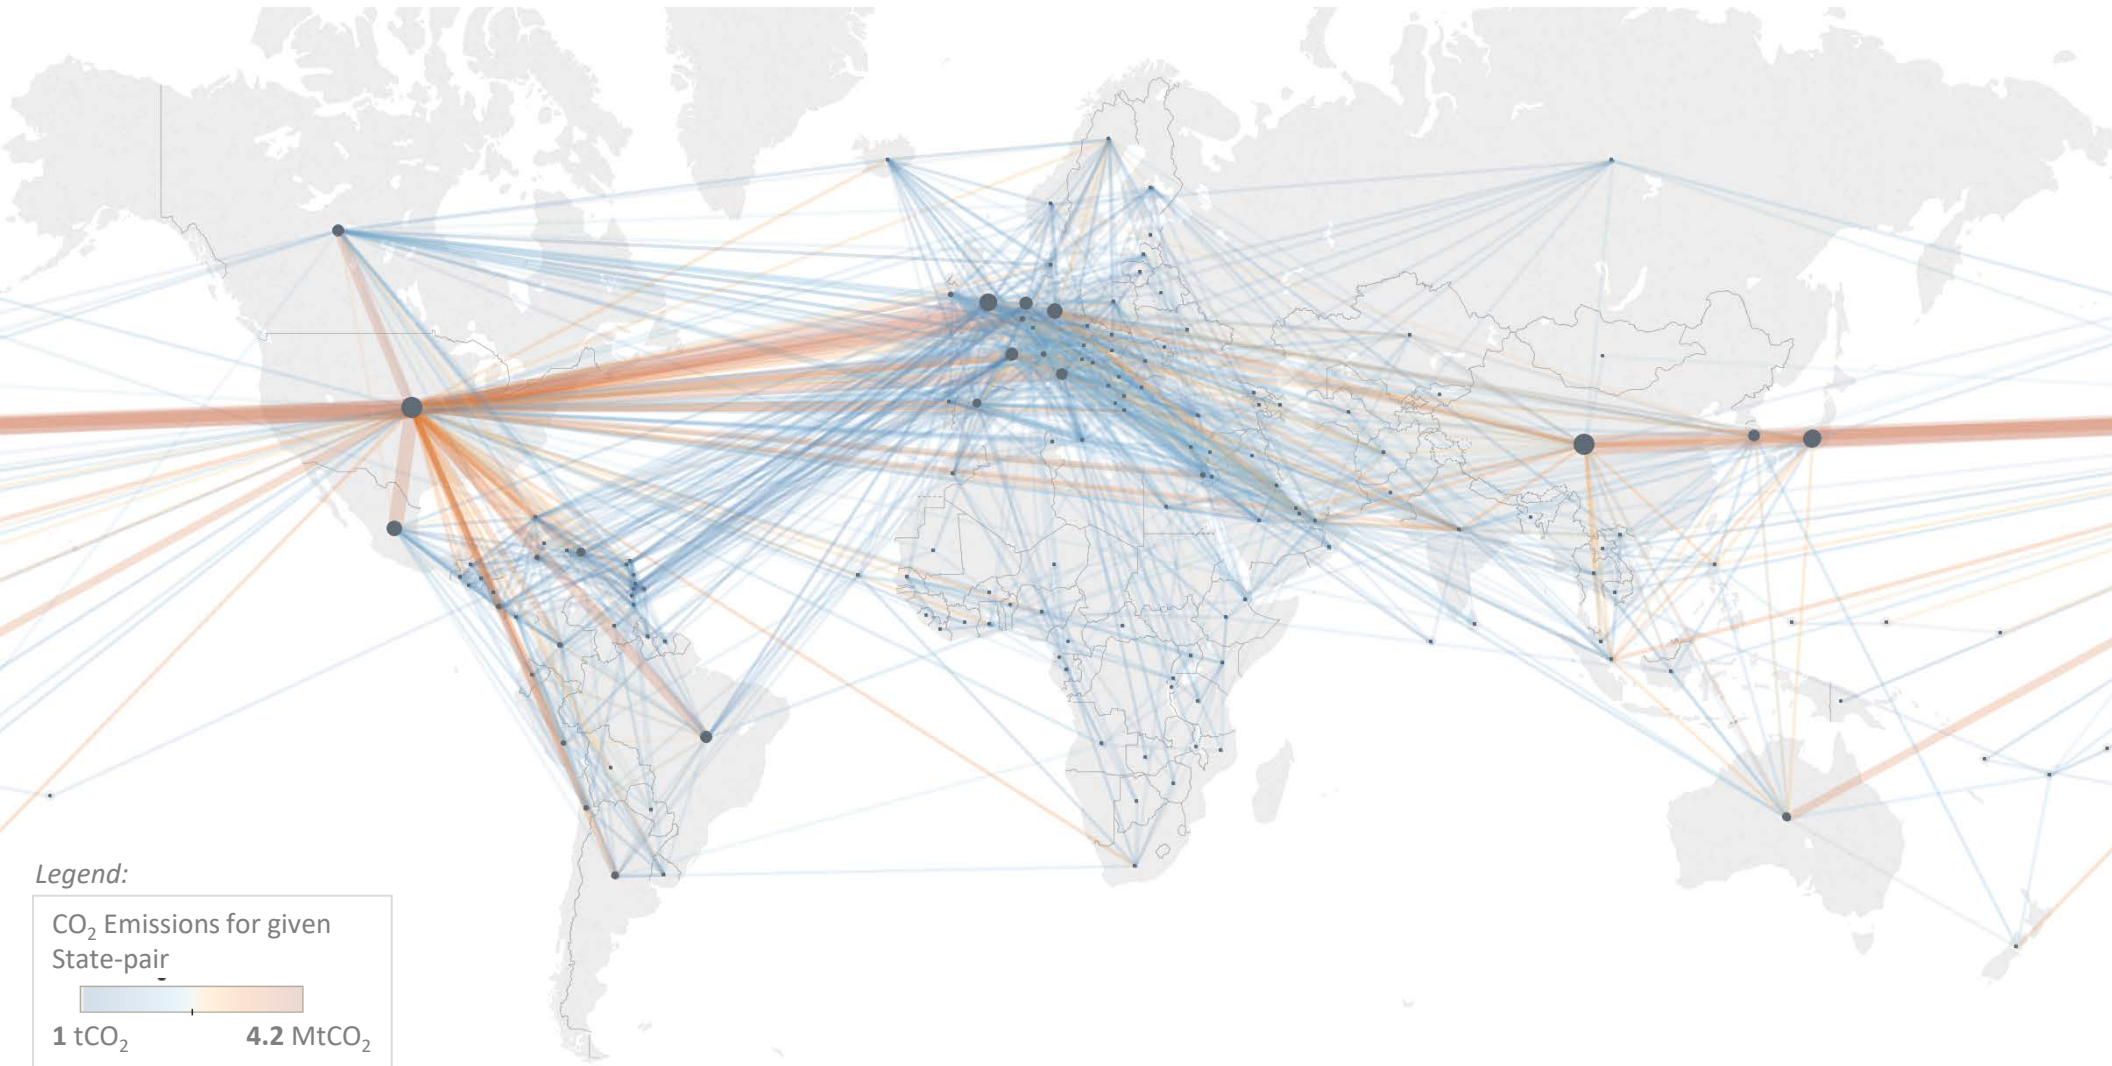 Legend:
CO₂ Emissions for given
State-pair
1 tCO₂ 4.2 MtCO₂